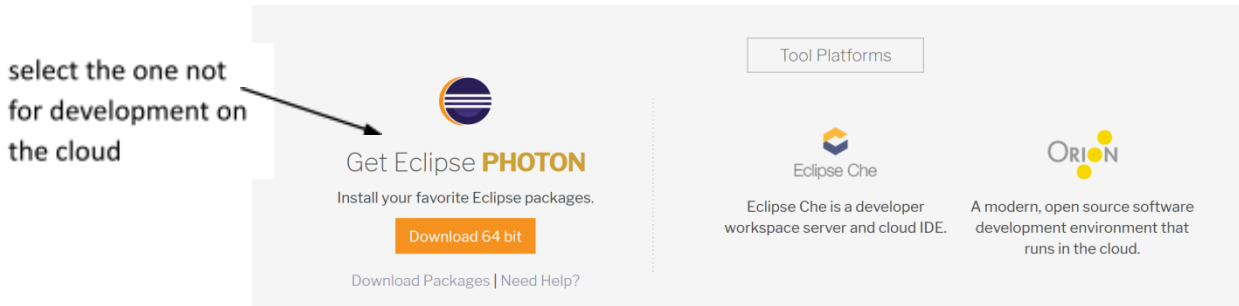 select the one not
for development on
the cloud
Get Eclipse PHOTON
Install your favorite Eclipse packages.
Download 64 bit
Download Packages | Need Help?
Tool Platforms
Eclipse Che
Eclipse Che is a developer
workspace server and cloud IDE.
ORION
A modern, open source software
development environment that
runs in the cloud.